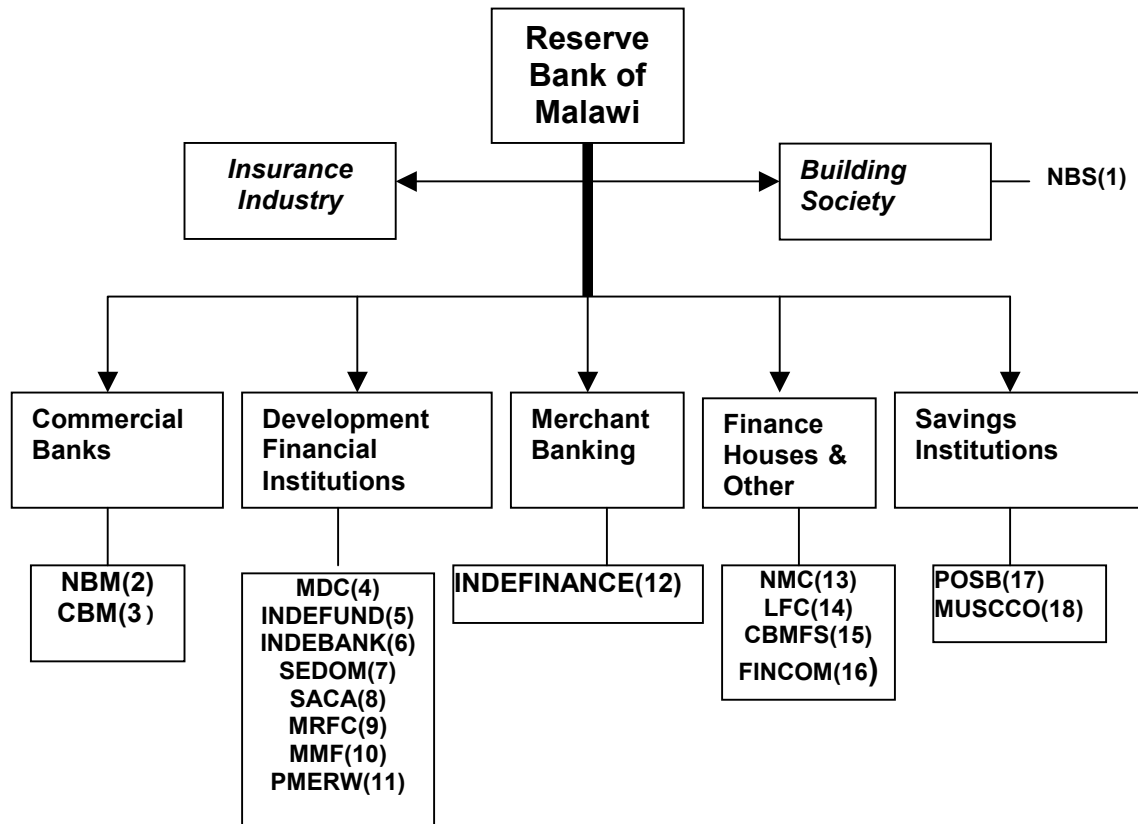 Reserve
Bank of
Malawi
Insurance
Industry
Building
Society
NBS(1)
Commercial
Banks
Development
Financial
Institutions
Merchant
Banking
Finance
Houses &
Other
Savings
Institutions
NBM(2)
CBM(3)
MDC(4)
INDEFUND(5)
INDEBANK(6)
SEDOM(7)
SACA(8)
MRFC(9)
MMF(10)
PMERW(11)
INDEFINANCE(12)
NMC(13)
LFC(14)
CBMFS(15)
FINCOM(16)
POSB(17)
MUSCCO(18)